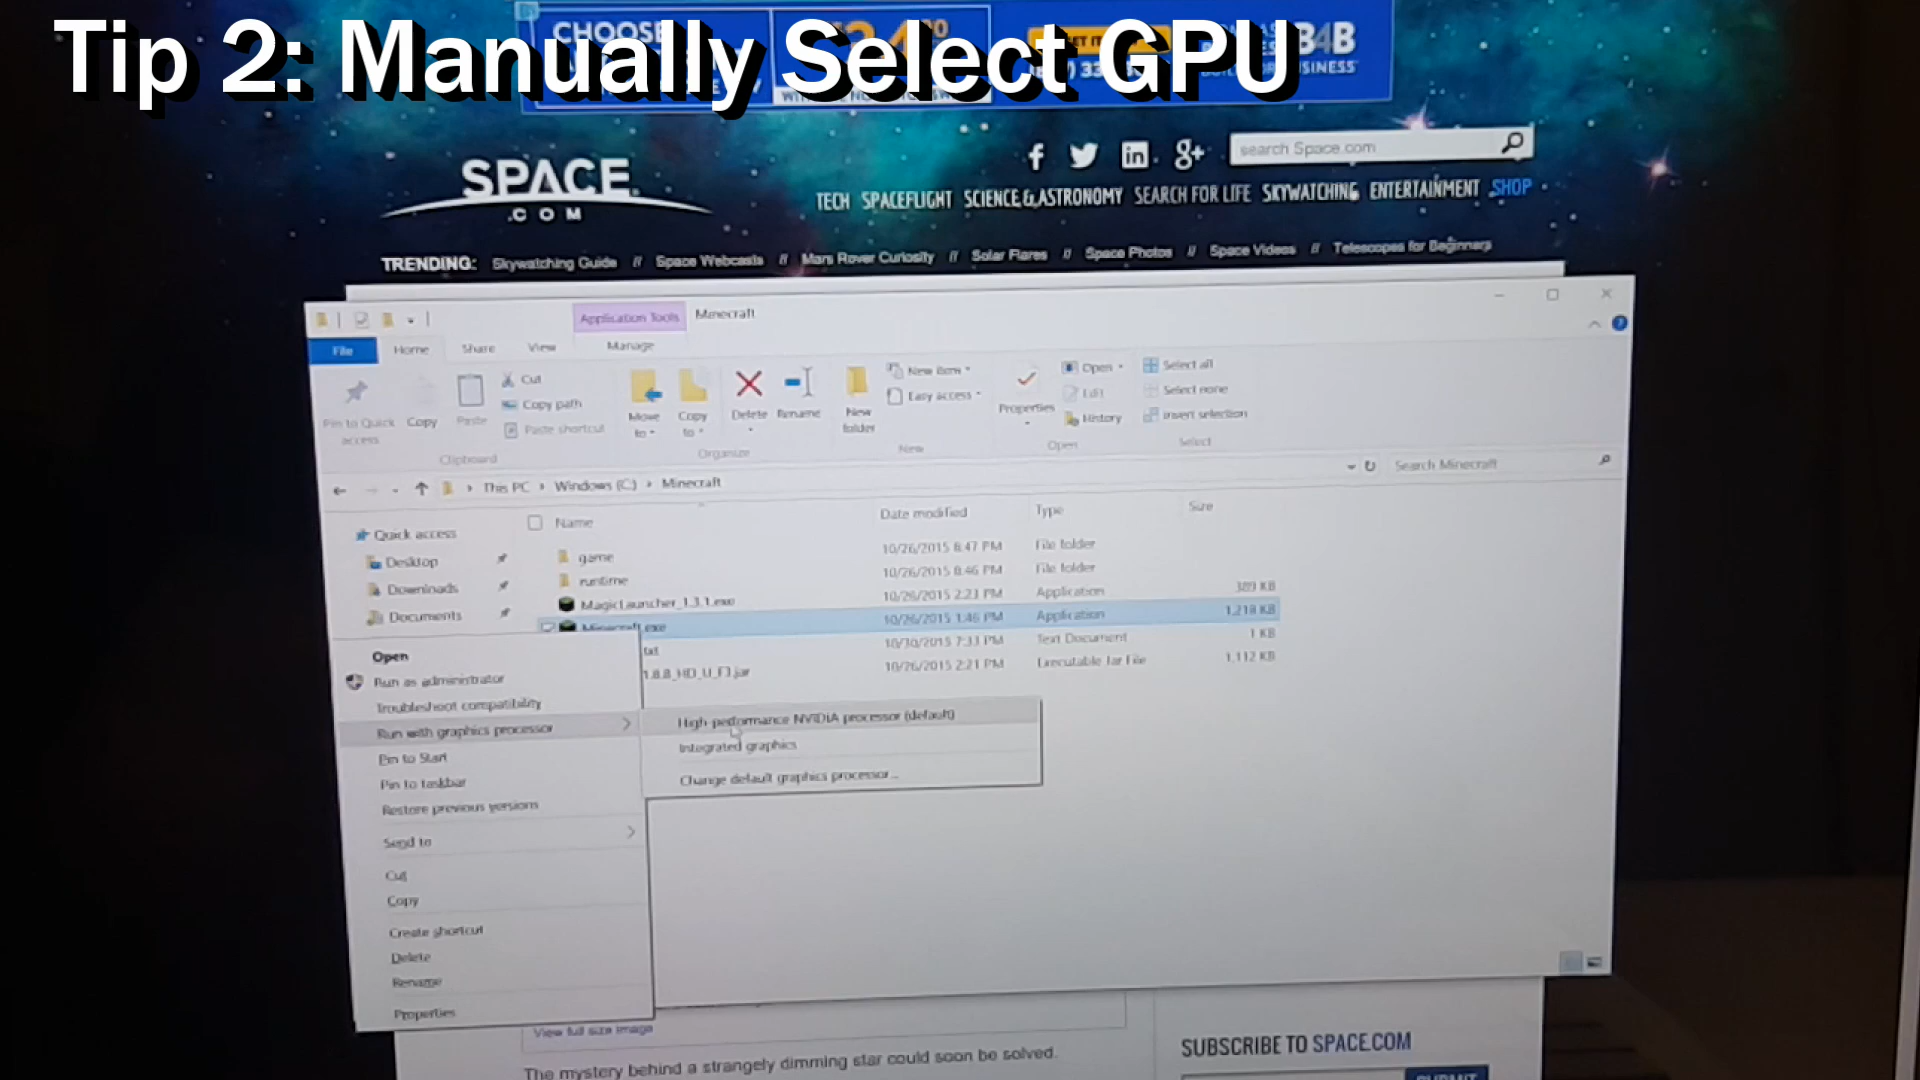 Tip 2: Manually Select GPU
CHOOSE
B4B
SPACE
.COM
search Space.com
TECH SPACEFLIGHT SCIENCE & ASTRONOMY SEARCH FOR LIFE SKYWATCHING ENTERTAINMENT SHOP
TRENDING: Skywatching Guide // Space Webcasts // Mars Rover Curiosity // Solar Flares // Space Photos // Space Videos // Telescopes for Beginners
Application Tools Minecraft
File Home Share View Manage
Pin to Quick access
Copy
Paste
Cut
Copy path
Paste shortcut
Clipboard
Move to
Copy to
Delete
Rename
Organize
New folder
New item
Easy access
New
Properties
Open
Edit
History
Open
Select all
Select none
Invert selection
Select
This PC › Windows (C:) › Minecraft
Search Minecraft
Name Date modified Type Size
Quick access
Desktop
Downloads
Documents
game 10/26/2015 8:47 PM File folder
runtime 10/26/2015 8:46 PM File folder
MagicLauncher_1.3.1.exe 10/26/2015 2:23 PM Application 389 KB
Minecraft.exe 10/26/2015 1:46 PM Application 1,218 KB
txt 10/30/2015 7:33 PM Text Document 1 KB
1.8.8_HD_U_F3.jar 10/26/2015 2:21 PM Executable Jar File 1,112 KB
Open
Run as administrator
Troubleshoot compatibility
Run with graphics processor
Pin to Start
Pin to taskbar
Restore previous versions
Send to
Cut
Copy
Create shortcut
Delete
Rename
Properties
High-performance NVIDIA processor (default)
Integrated graphics
Change default graphics processor...
View full size image
The mystery behind a strangely dimming star could soon be solved.
SUBSCRIBE TO SPACE.COM
SUBMIT